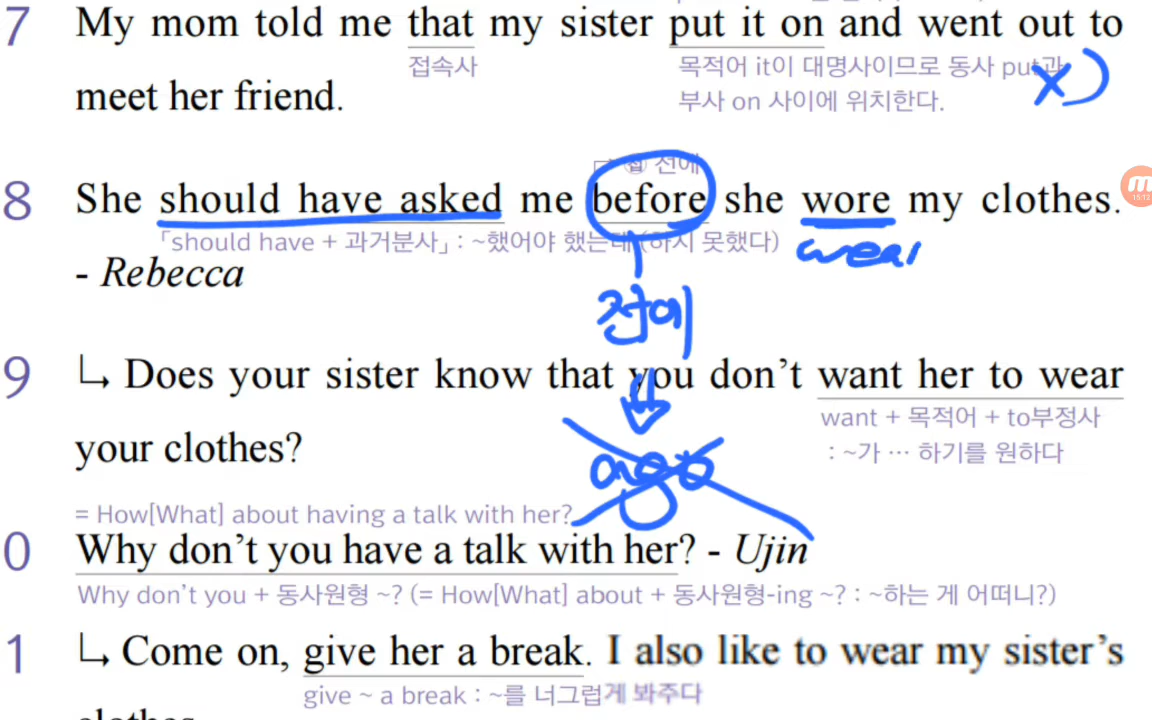 7 My mom told me that my sister put it on and went out to
접속사 목적어 it이 대명사이므로 동사 put과
meet her friend. 부사 on 사이에 위치한다.
전에
8 She should have asked me before she wore my clothes.
「should have + 과거분사」 : ~했어야 했는데 (하지 못했다) wear
- Rebecca
전에
9 ↳ Does your sister know that you don't want her to wear
want + 목적어 + to부정사
your clothes? : ~가 ⋯ 하기를 원하다
ago
= How[What] about having a talk with her?
0 Why don't you have a talk with her? - Ujin
Why don't you + 동사원형 ~? (= How[What] about + 동사원형-ing ~? : ~하는 게 어떠니?)
1 ↳ Come on, give her a break. I also like to wear my sister's
give ~ a break : ~를 너그럽게 봐주다
clothes.
15:12